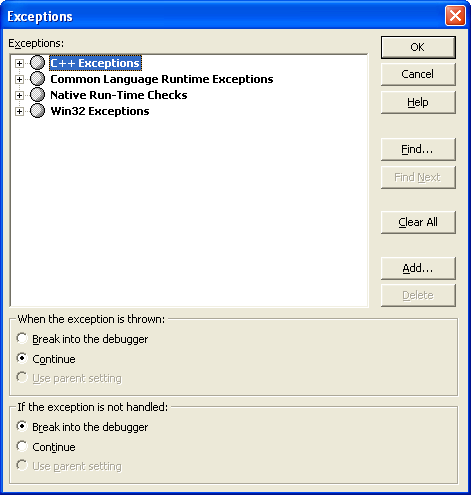 Exceptions
Exceptions:
C++ Exceptions
Common Language Runtime Exceptions
Native Run-Time Checks
Win32 Exceptions
OK
Cancel
Help
Find...
Find Next
Clear All
Add...
Delete
When the exception is thrown:
Break into the debugger
Continue
Use parent setting
If the exception is not handled:
Break into the debugger
Continue
Use parent setting